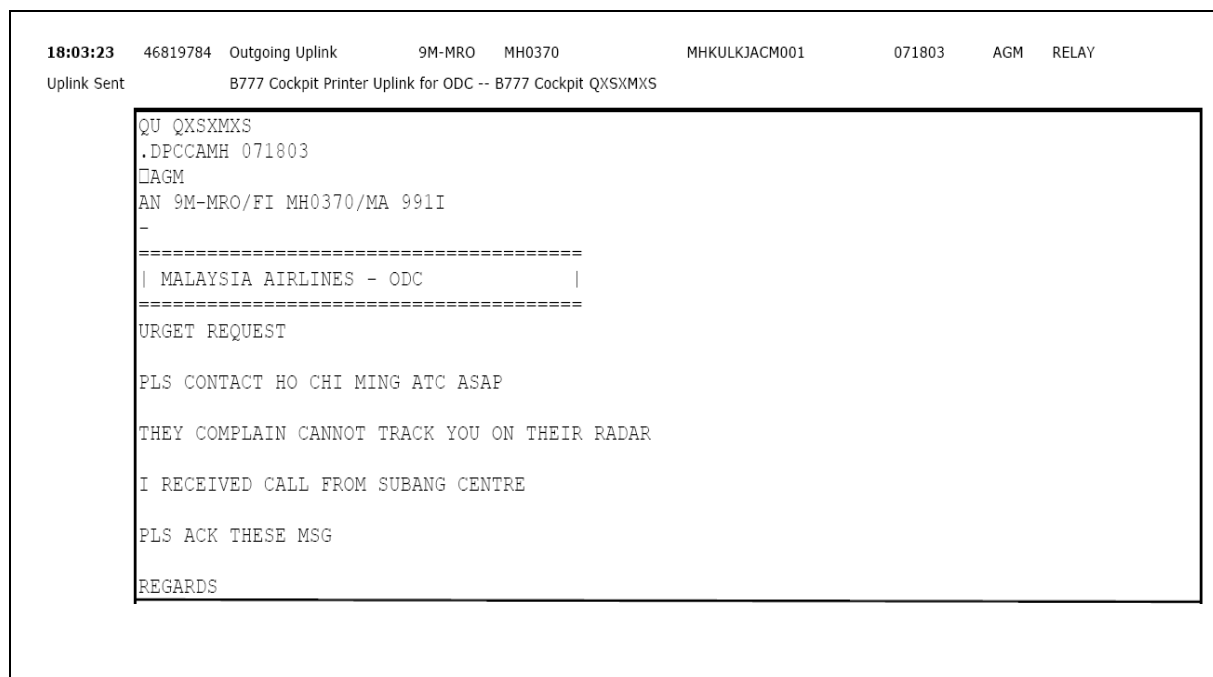 18:03:23 46819784 Outgoing Uplink 9M-MRO MH0370 MHKULKJACM001 071803 AGM RELAY
Uplink Sent B777 Cockpit Printer Uplink for ODC -- B777 Cockpit QXSXMXS
QU QXSXMXS
.DPCCAMH 071803
□AGM
AN 9M-MRO/FI MH0370/MA 991I
-
=======================================
| MALAYSIA AIRLINES - ODC |
=======================================
URGET REQUEST
PLS CONTACT HO CHI MING ATC ASAP
THEY COMPLAIN CANNOT TRACK YOU ON THEIR RADAR
I RECEIVED CALL FROM SUBANG CENTRE
PLS ACK THESE MSG
REGARDS